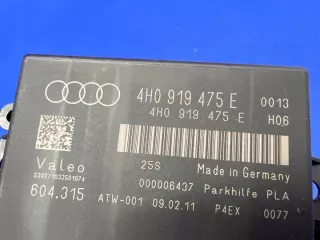 4H0 919 475 E 0013
4H0 919 475 E H06
Valeo 25S Made in Germany
000006437 Parkhilfe PLA
604.315 ATW-001 09.02.11 P4EX 0077